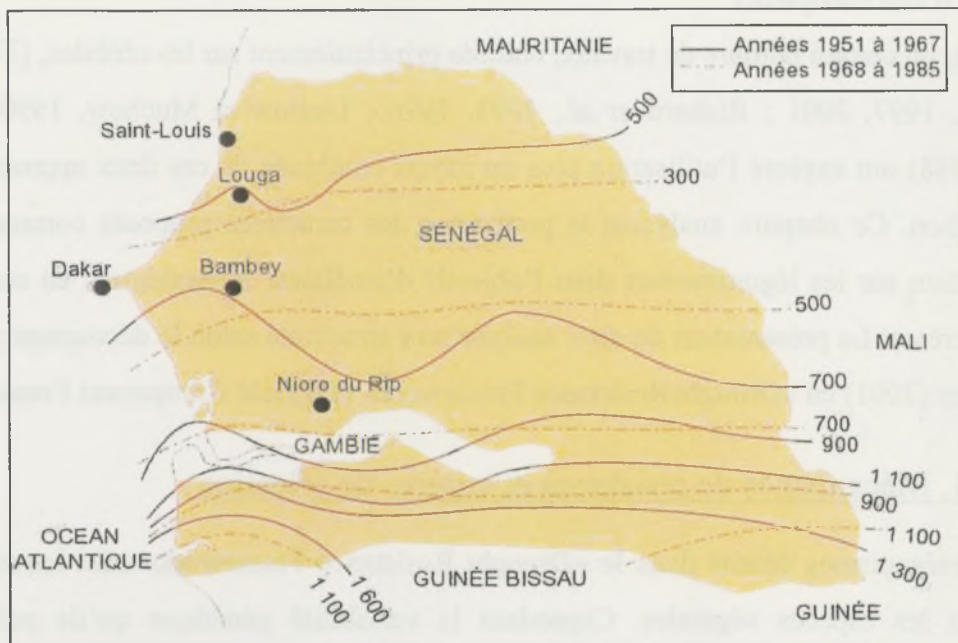 MAURITANIE
Années 1951 à 1967
Années 1968 à 1985
500
Saint-Louis
Louga
300
SÉNÉGAL
Dakar
Bambey
500
MALI
Nioro du Rip
700
700
GAMBIE
900
1 100
900
OCEAN
ATLANTIQUE
1 100
1 300
1 100
1 600
GUINÉE BISSAU
GUINÉE